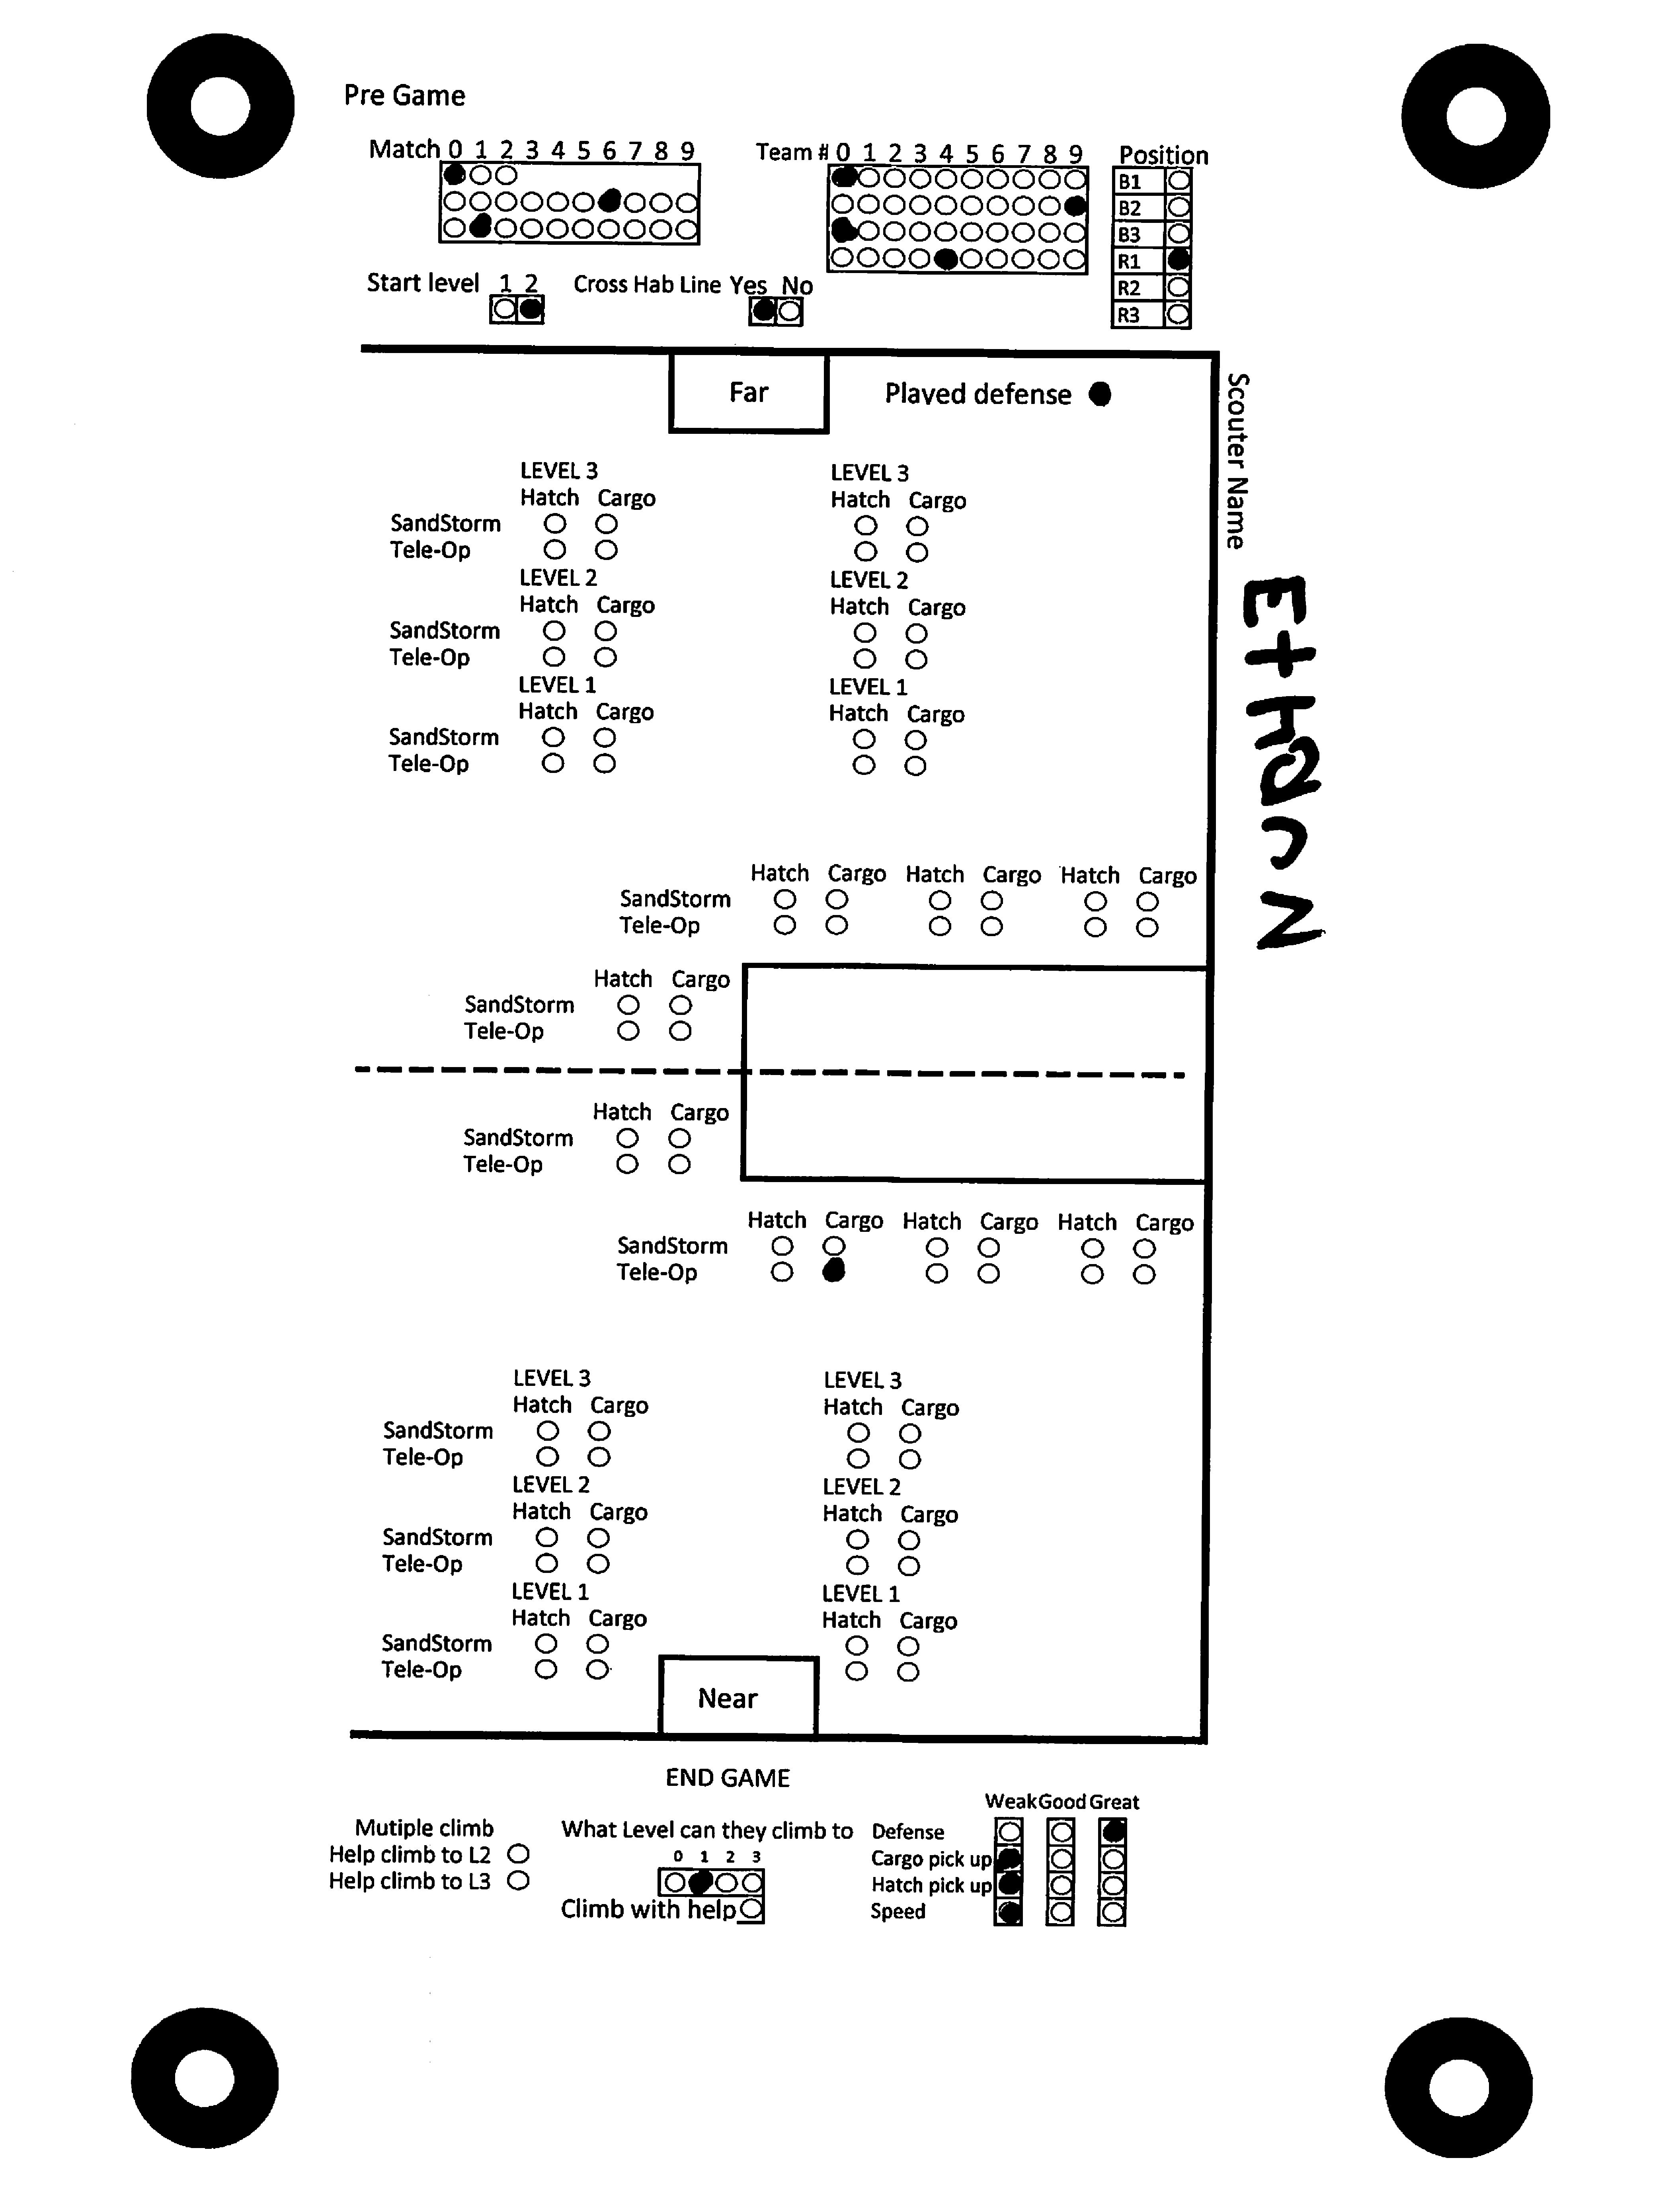 Pre Game
Match 0 1 2 3 4 5 6 7 8 9
Team # 0 1 2 3 4 5 6 7 8 9
Position
B1
B2
B3
R1
R2
R3
Start level 1 2
Cross Hab Line Yes No
Far
Played defense
Scouter Name
EthanN
LEVEL 3 LEVEL 3
Hatch Cargo Hatch Cargo
SandStorm
Tele-Op
LEVEL 2 LEVEL 2
Hatch Cargo Hatch Cargo
SandStorm
Tele-Op
LEVEL 1 LEVEL 1
Hatch Cargo Hatch Cargo
SandStorm
Tele-Op
Hatch Cargo Hatch Cargo Hatch Cargo
SandStorm
Tele-Op
Hatch Cargo
SandStorm
Tele-Op
Hatch Cargo
SandStorm
Tele-Op
Hatch Cargo Hatch Cargo Hatch Cargo
SandStorm
Tele-Op
LEVEL 3 LEVEL 3
Hatch Cargo Hatch Cargo
SandStorm
Tele-Op
LEVEL 2 LEVEL 2
Hatch Cargo Hatch Cargo
SandStorm
Tele-Op
LEVEL 1 LEVEL 1
Hatch Cargo Hatch Cargo
SandStorm
Tele-Op
Near
END GAME
Mutiple climb
Help climb to L2
Help climb to L3
What Level can they climb to
0 1 2 3
Climb with help
Weak Good Great
Defense
Cargo pick up
Hatch pick up
Speed